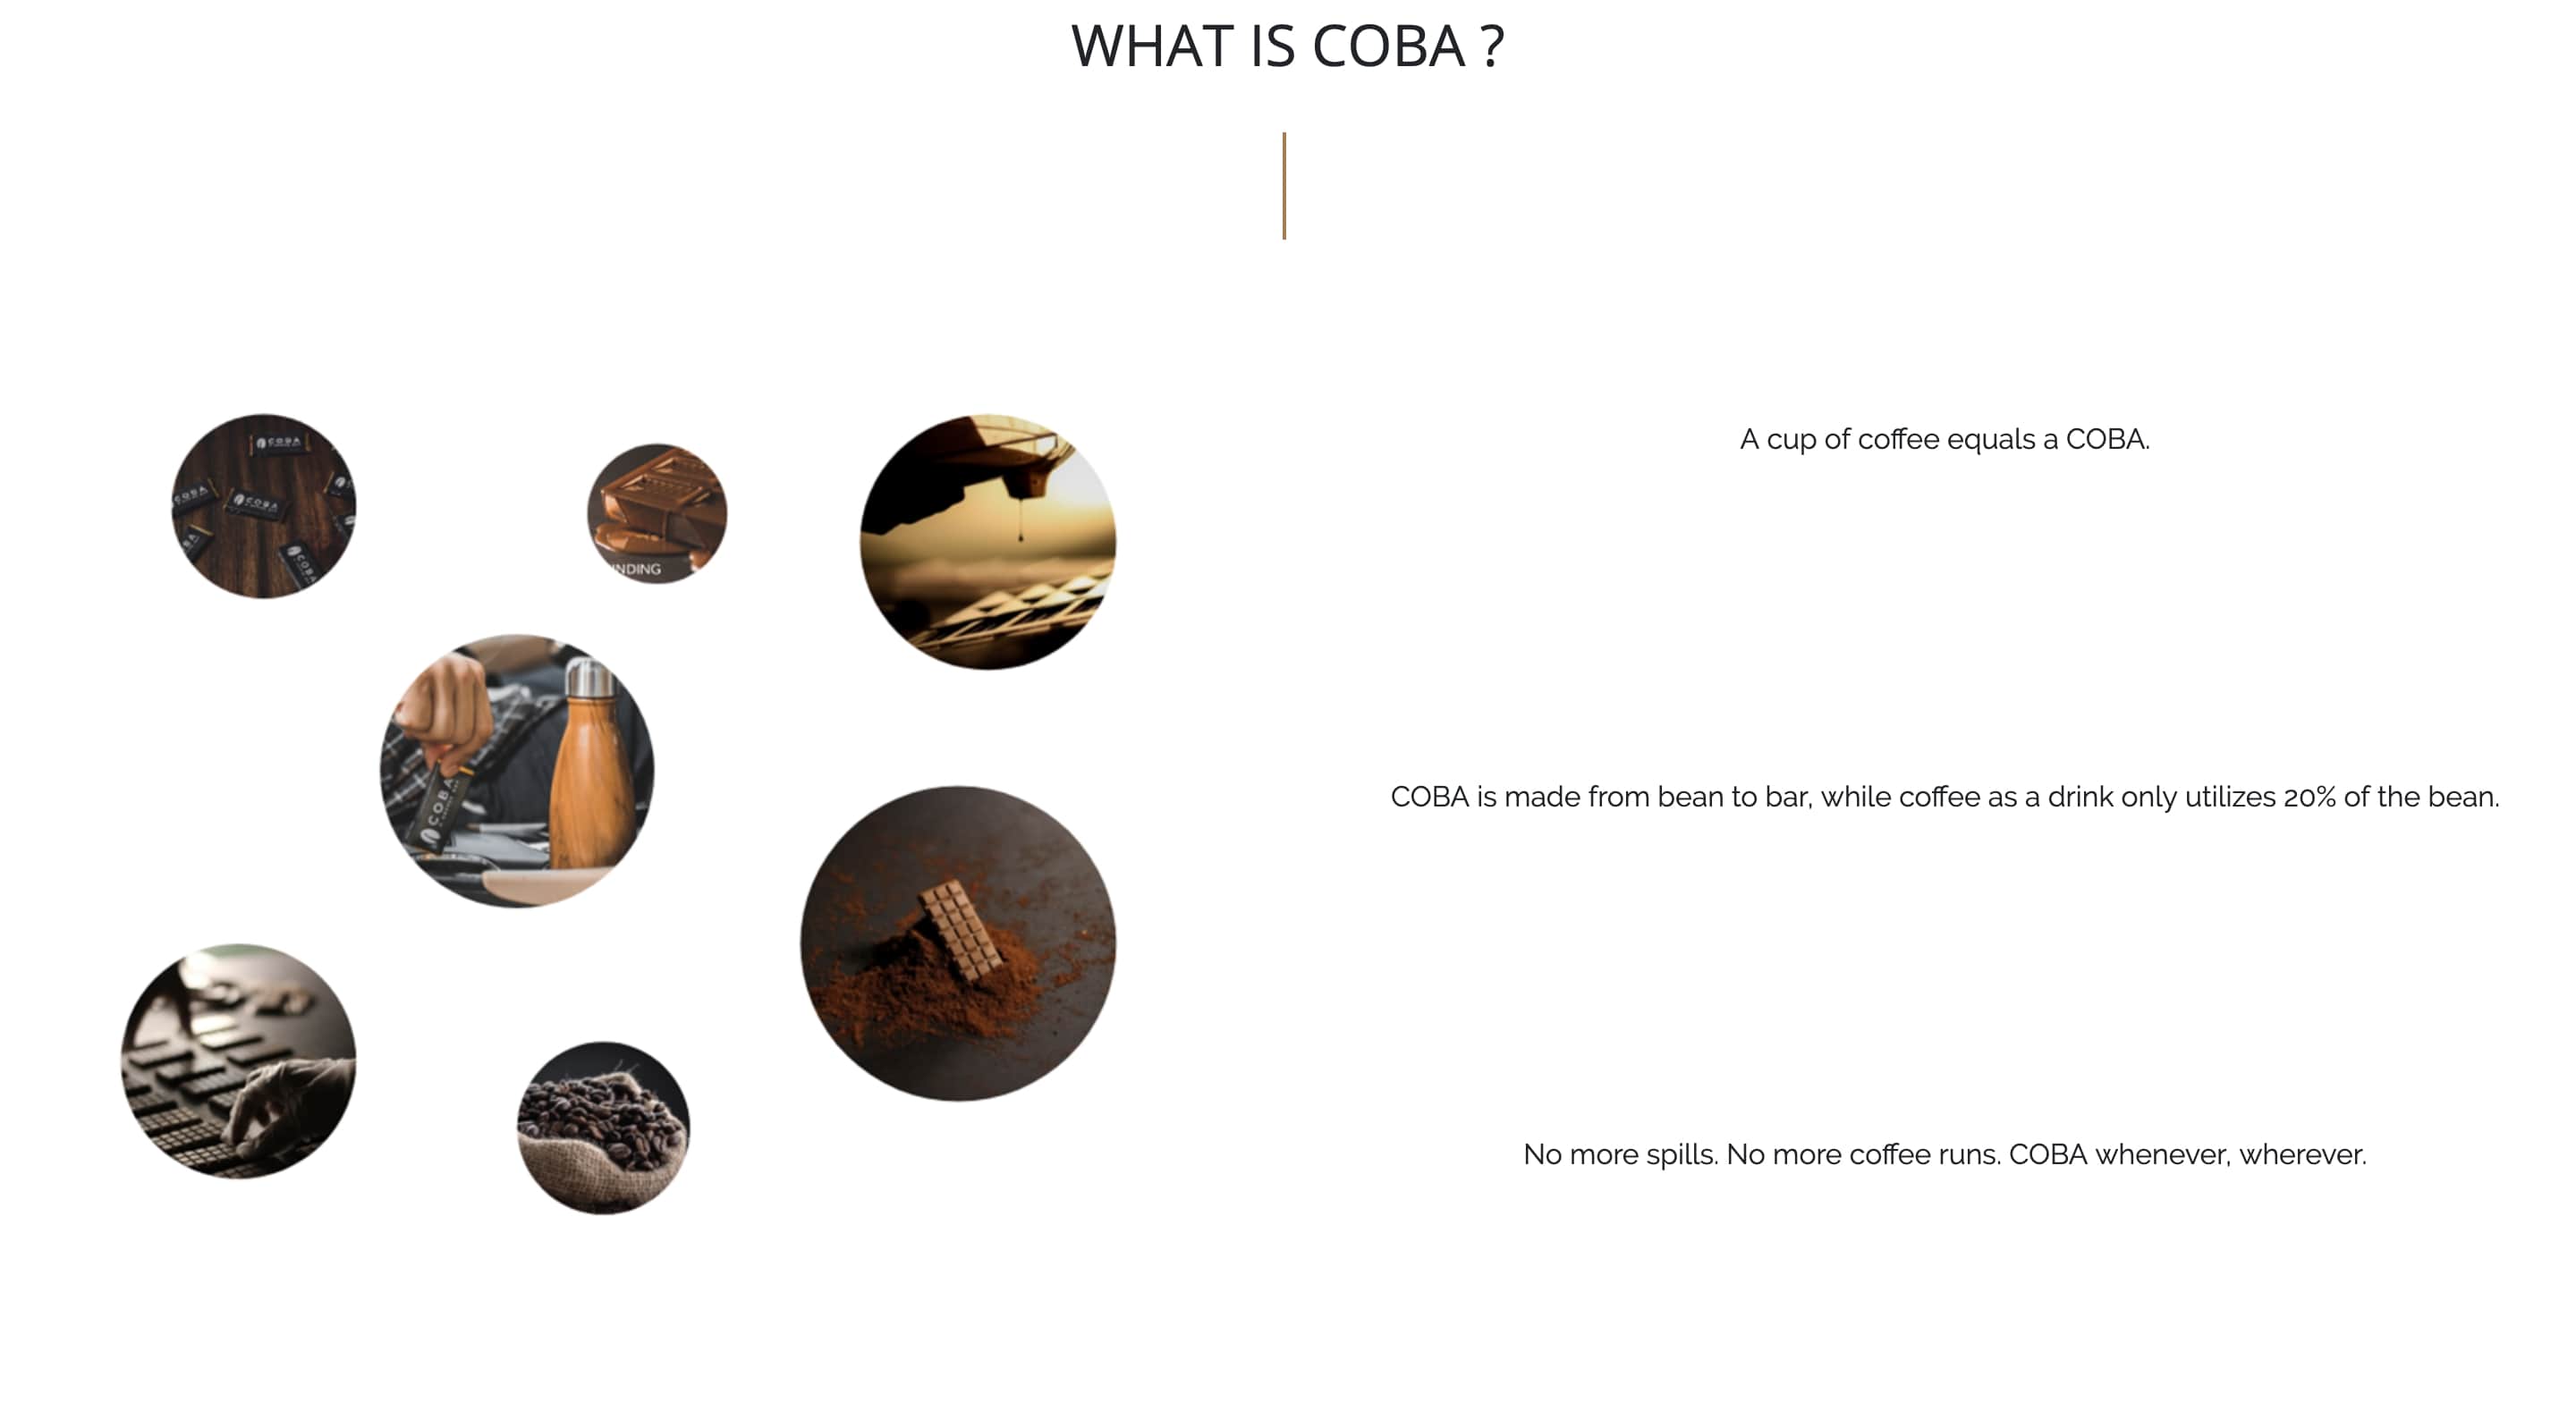 WHAT IS COBA ?
COBA
COBA
COBA
COBA
NDING
A cup of coffee equals a COBA.
COBA
COBA is made from bean to bar, while coffee as a drink only utilizes 20% of the bean.
No more spills. No more coffee runs. COBA whenever, wherever.